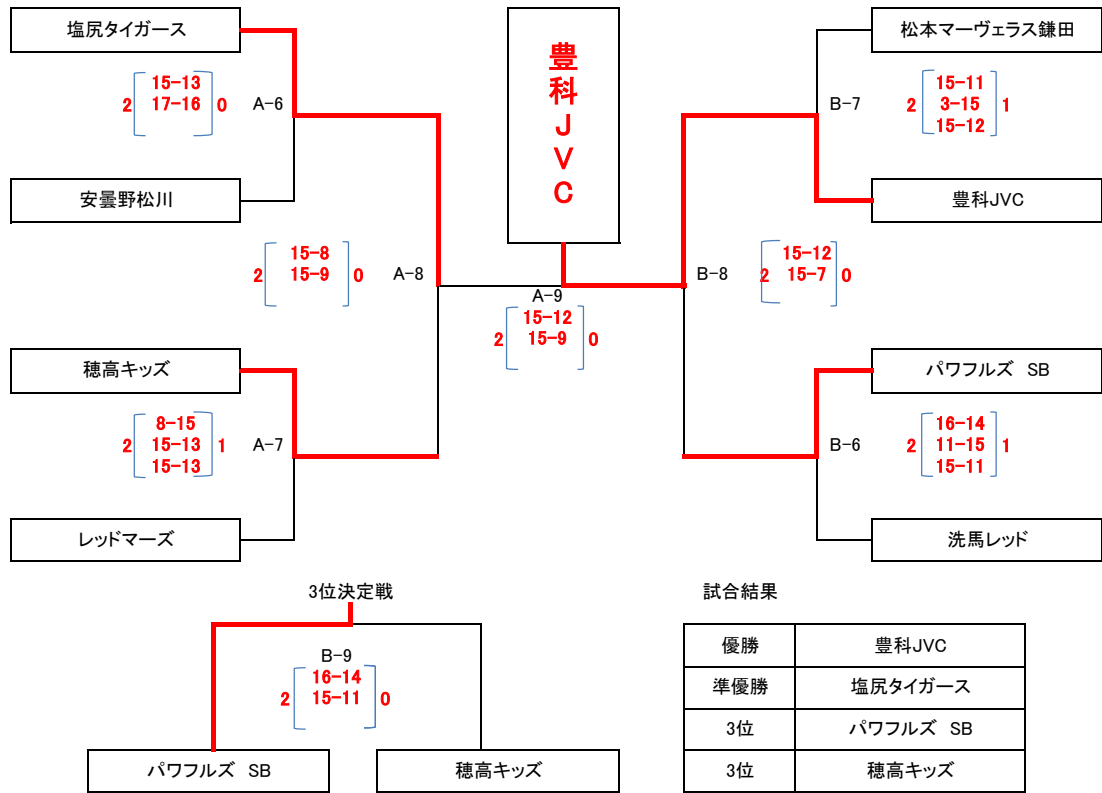 塩尻タイガース
2 15-13 0
17-16
A-6
安曇野松川
2 15-8 0
15-9
A-8
穂高キッズ
2 8-15 1
15-13
15-13
A-7
レッドマーズ
豊科JVC
A-9
2 15-12 0
15-9
松本マーヴェラス鎌田
B-7
2 15-11 1
3-15
15-12
豊科JVC
B-8
2 15-12 0
15-7
パワフルズ SB
B-6
2 16-14 1
11-15
15-11
洗馬レッド
3位決定戦
B-9
2 16-14 0
15-11
パワフルズ SB
穂高キッズ
試合結果
優勝 豊科JVC
準優勝 塩尻タイガース
3位 パワフルズ SB
3位 穂高キッズ